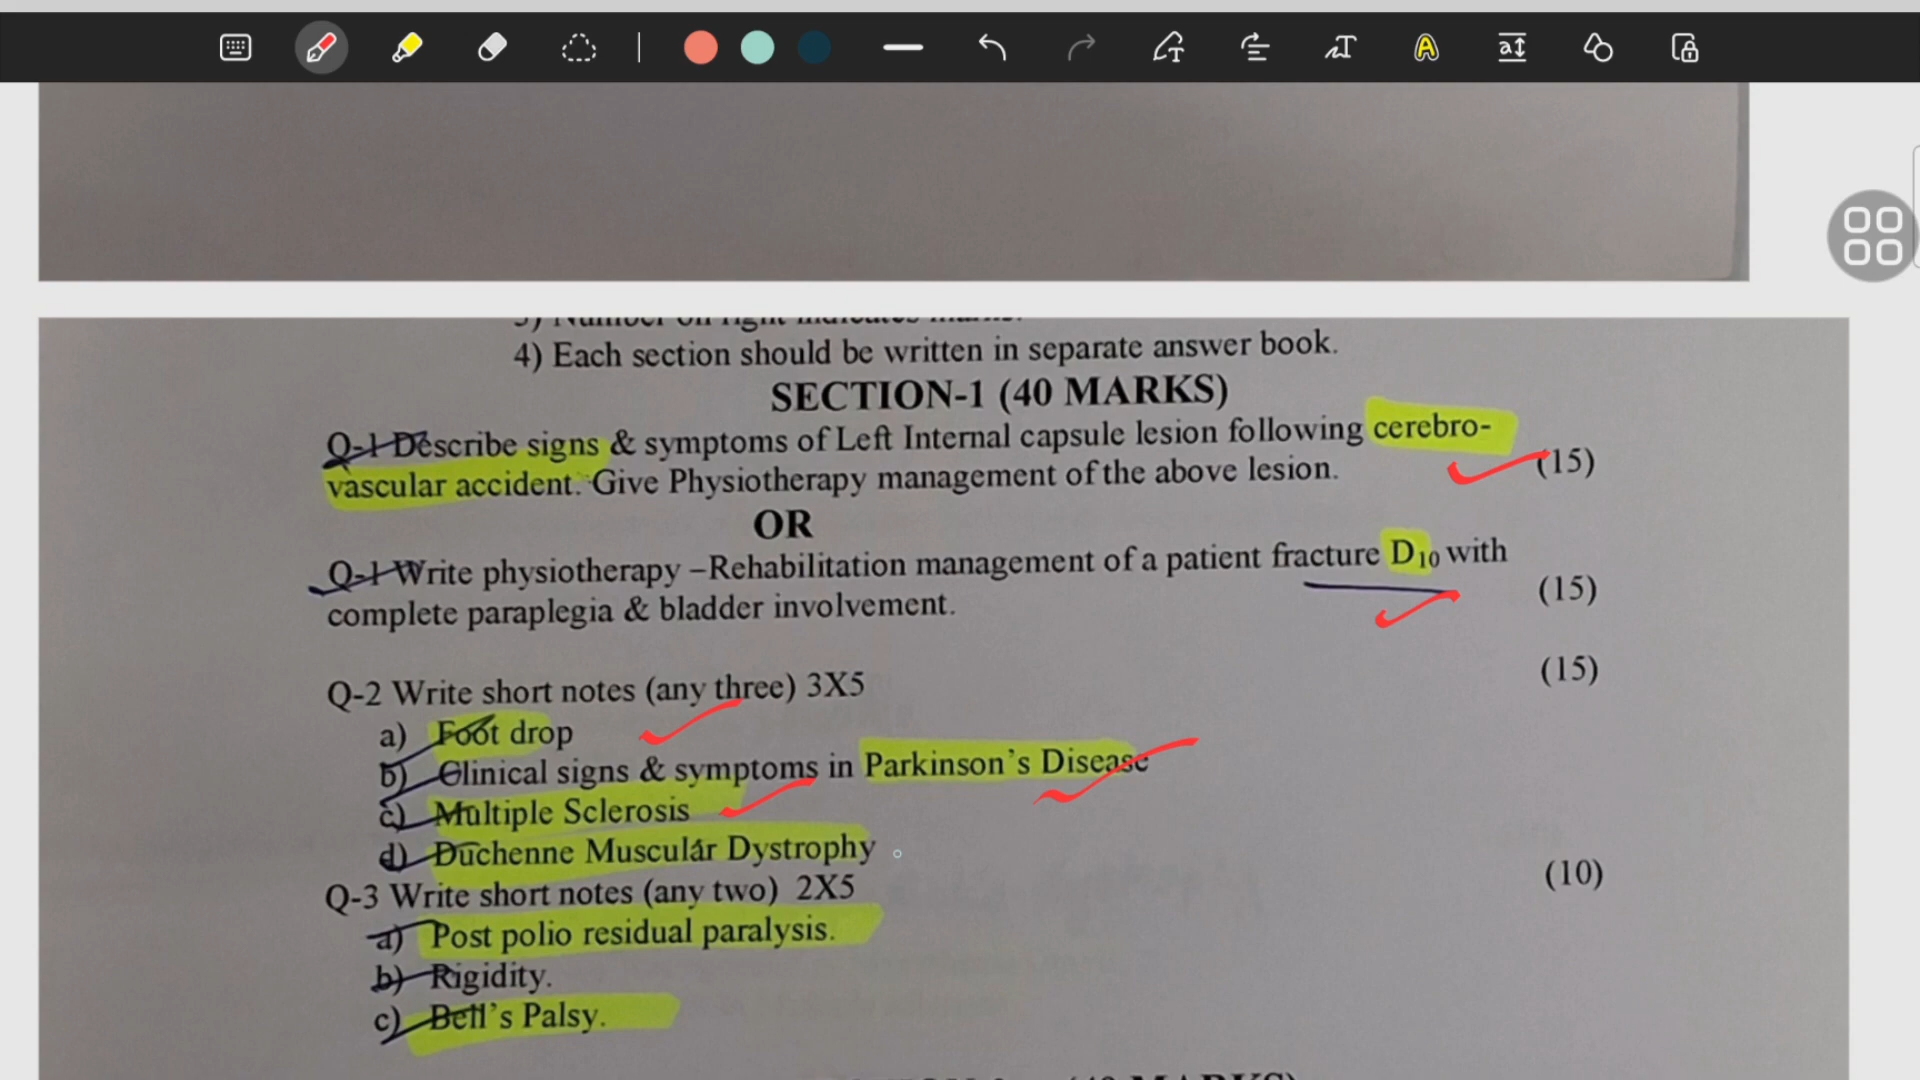 4) Each section should be written in separate answer book.
SECTION-1 (40 MARKS)
Q-1 Describe signs & symptoms of Left Internal capsule lesion following cerebro-
vascular accident. Give Physiotherapy management of the above lesion. (15)
OR
Q-1 Write physiotherapy –Rehabilitation management of a patient fracture D10 with
complete paraplegia & bladder involvement. (15)
Q-2 Write short notes (any three) 3X5 (15)
a) Foot drop
b) Clinical signs & symptoms in Parkinson's Disease
c) Multiple Sclerosis
d) Duchenne Muscular Dystrophy
Q-3 Write short notes (any two) 2X5 (10)
a) Post polio residual paralysis.
b) Rigidity.
c) Bell's Palsy.